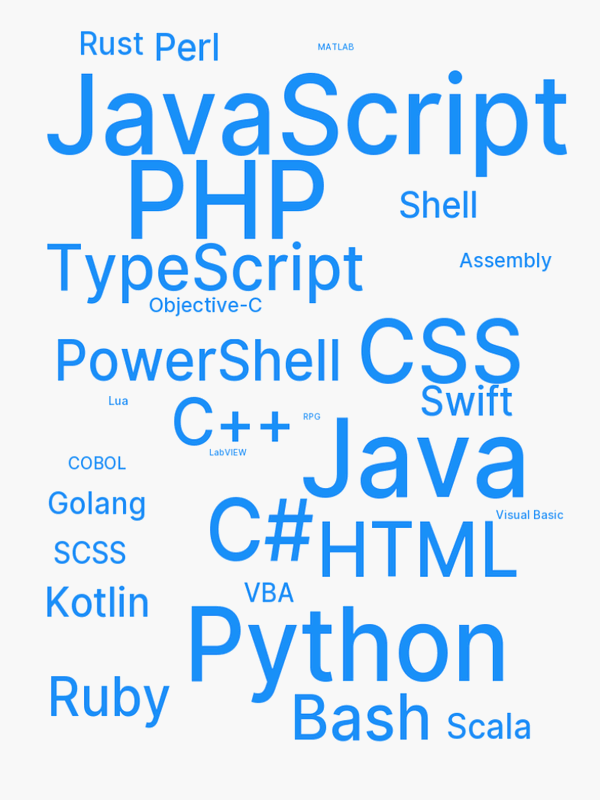 Rust Perl
MATLAB
JavaScript
PHP
Shell
TypeScript
Assembly
Objective-C
PowerShell
CSS
Swift
Lua
C++
RPG
LabVIEW
Java
COBOL
Golang
C#
Visual Basic
HTML
SCSS
VBA
Kotlin
Python
Ruby
Bash
Scala